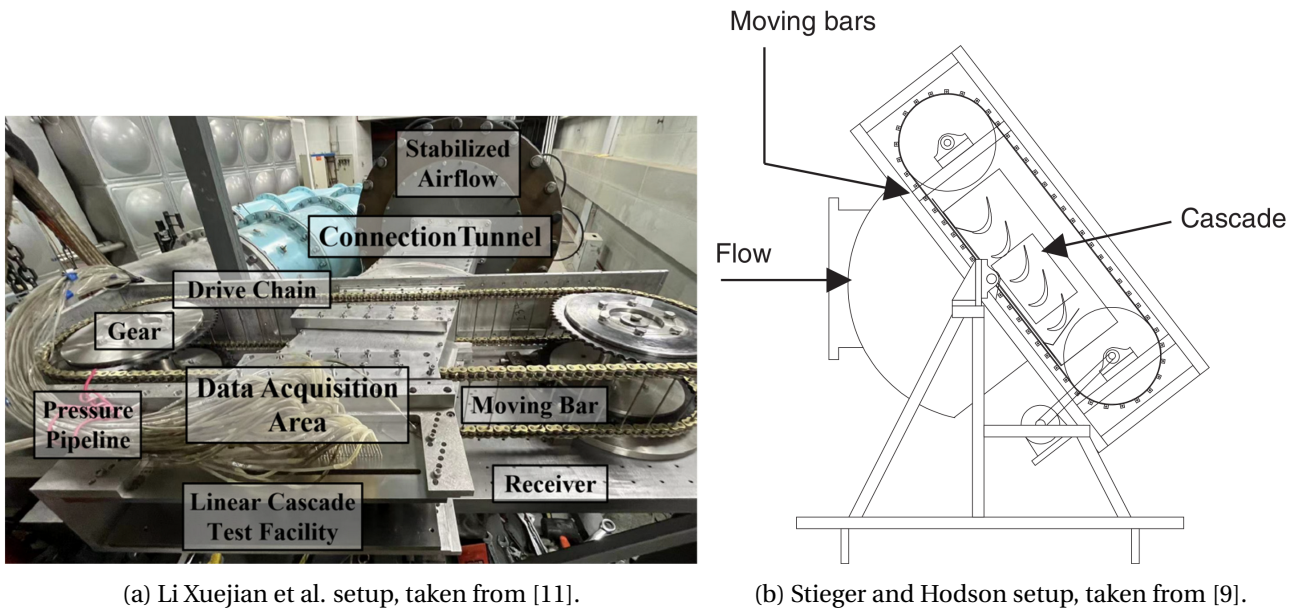 Stabilized
Airflow
ConnectionTunnel
Drive Chain
Gear
Data Acquisition
Area
Moving Bar
Pressure
Pipeline
Receiver
Linear Cascade
Test Facility
(a) Li Xuejian et al. setup, taken from [11].
Moving bars
Cascade
Flow
(b) Stieger and Hodson setup, taken from [9].